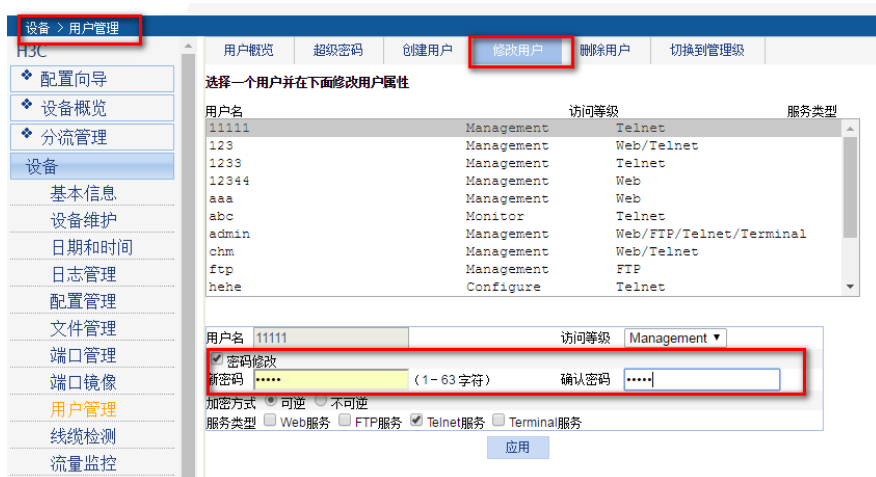 设备 > 用户管理
H3C
配置向导
设备概览
分流管理
设备
基本信息
设备维护
日期和时间
日志管理
配置管理
文件管理
端口管理
端口镜像
用户管理
线缆检测
流量监控
用户概览 超级密码 创建用户 修改用户 删除用户 切换到管理级
选择一个用户并在下面修改用户属性
用户名 访问等级 服务类型
11111 Management Telnet
123 Management Web/Telnet
1233 Management Telnet
12344 Management Web
aaa Management Web
abc Monitor Telnet
admin Management Web/FTP/Telnet/Terminal
chm Management Web/Telnet
ftp Management FTP
hehe Configure Telnet
用户名 11111 访问等级 Management
密码修改
新密码 ••••• (1-63字符) 确认密码 •••••
加密方式 可逆 不可逆
服务类型 Web服务 FTP服务 Telnet服务 Terminal服务
应用